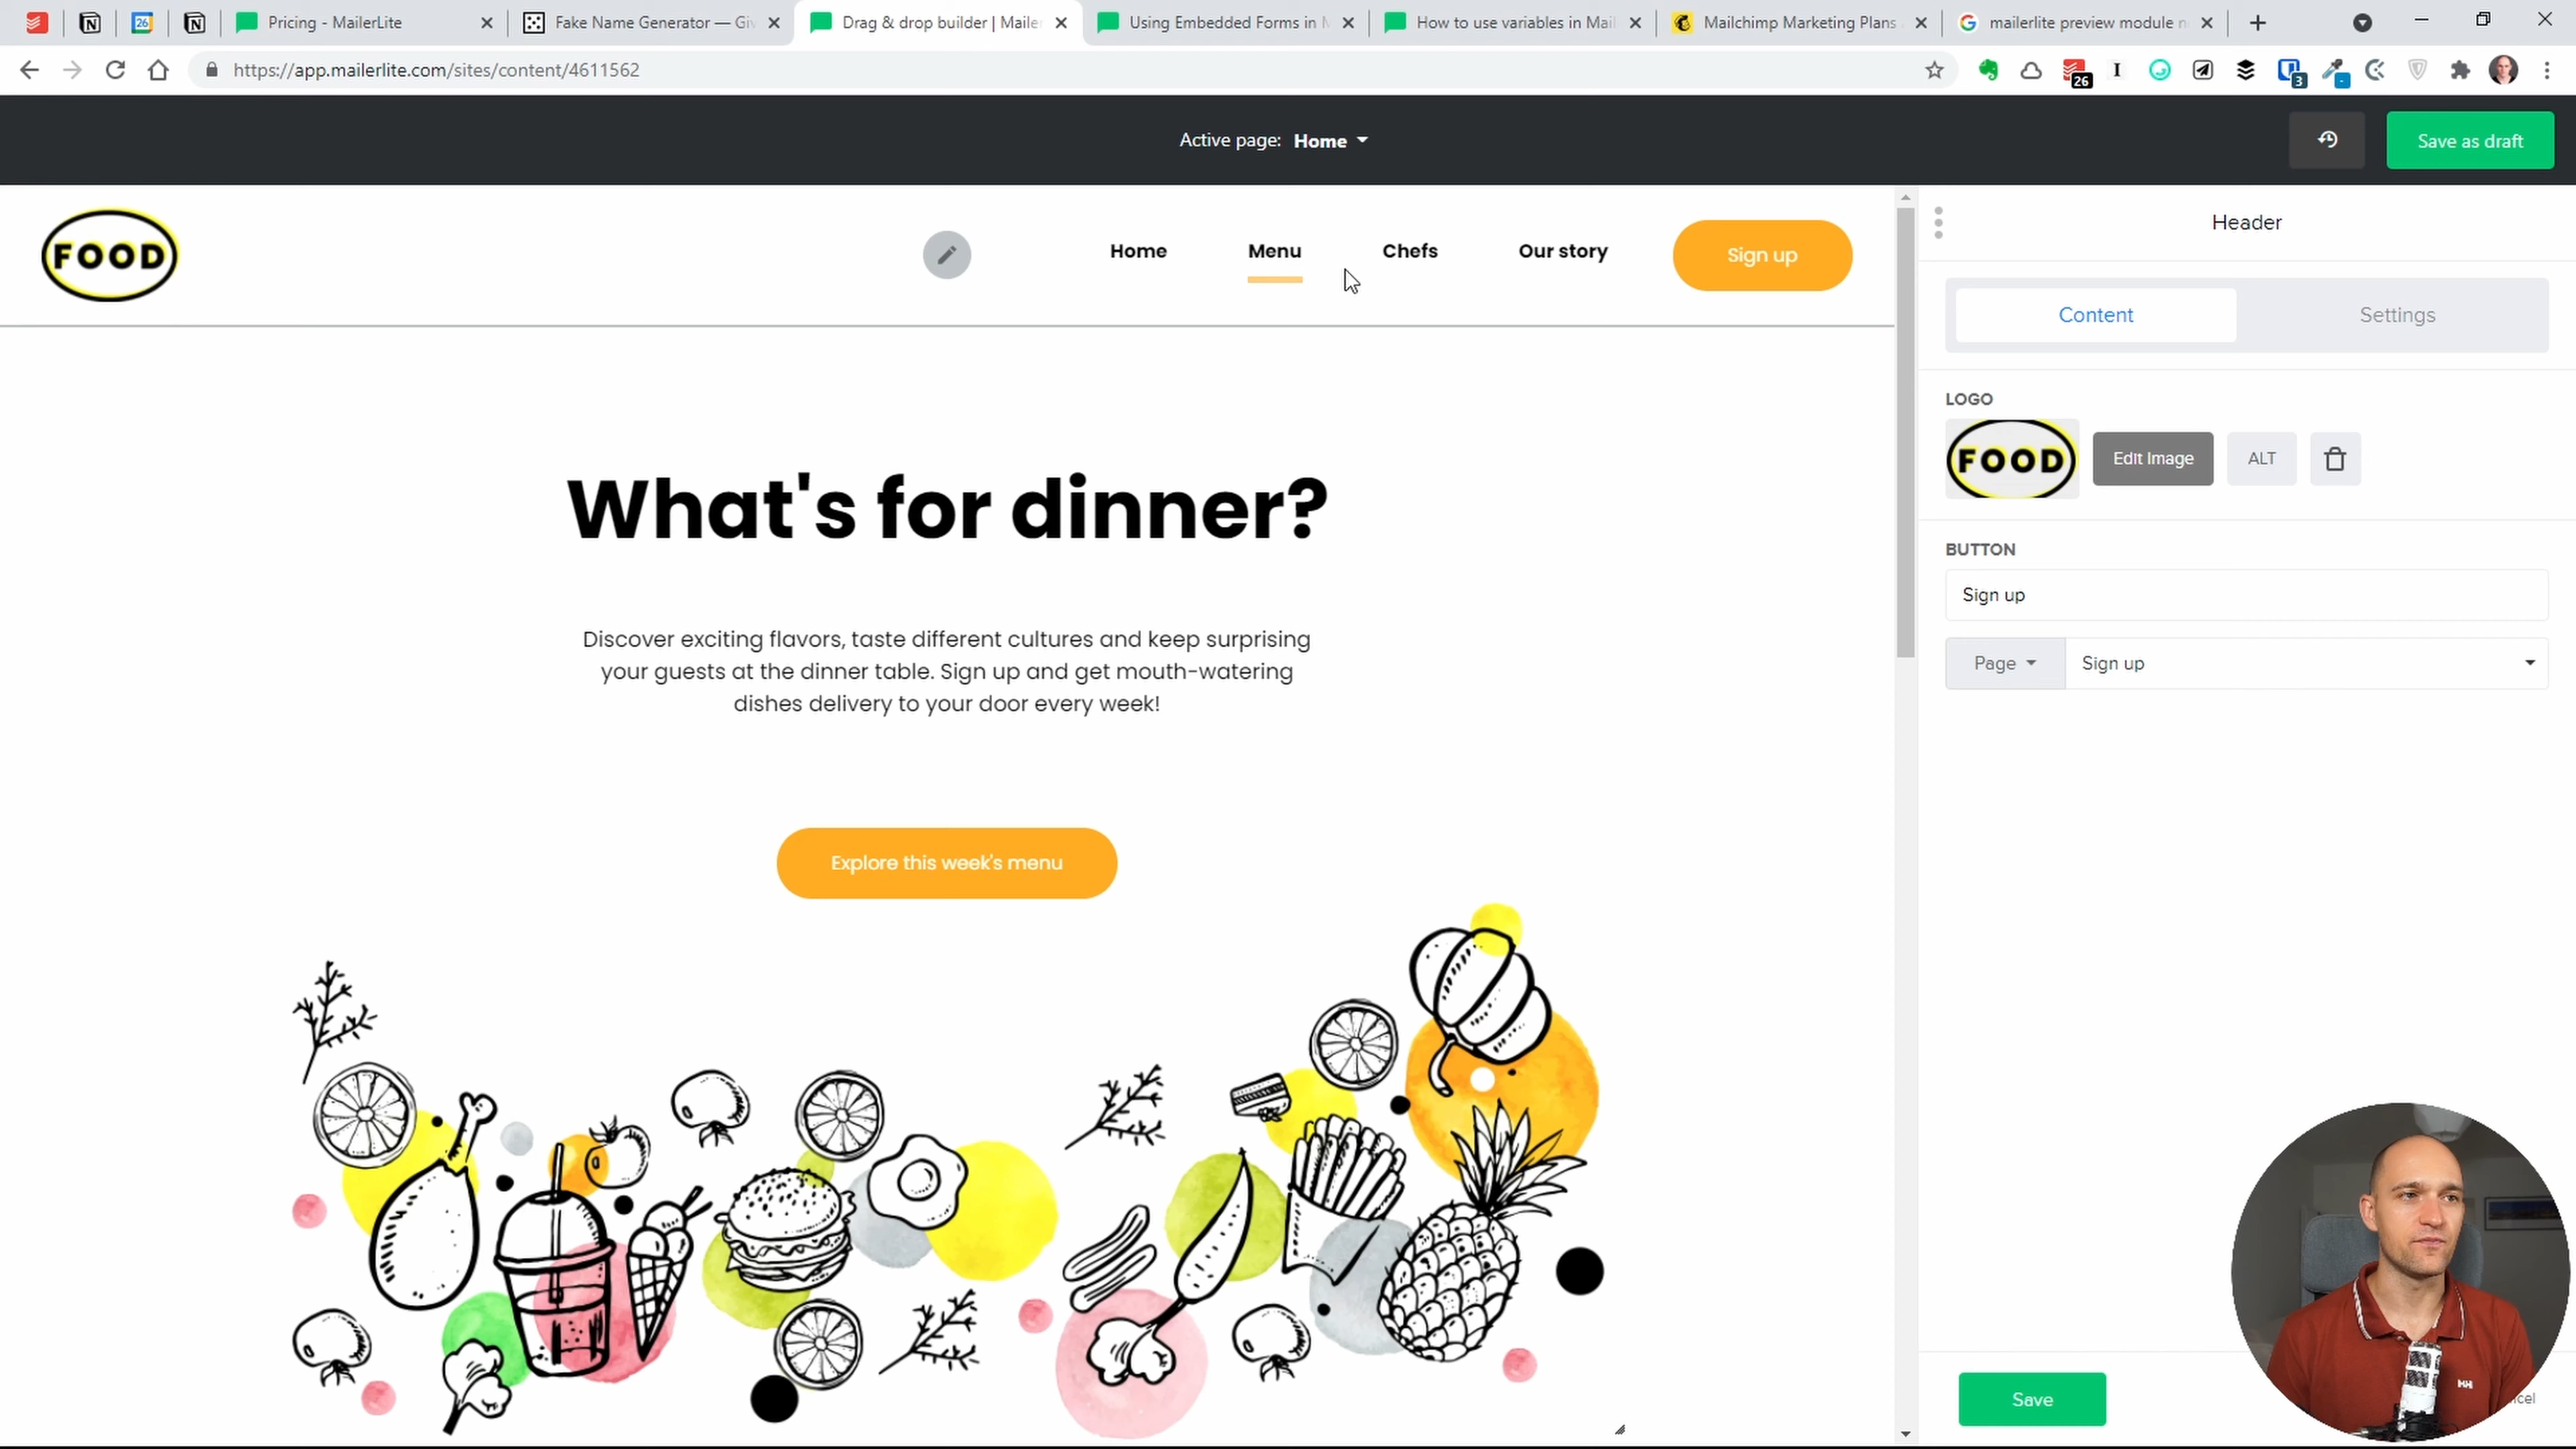 26
Pricing - MailerLite
Fake Name Generator — Giv
Drag & drop builder | Maile
Using Embedded Forms in
How to use variables in Mai
Mailchimp Marketing Plans
mailerlite preview module n
https://app.mailerlite.com/sites/content/4611562
26
3
Active page: Home
Save as draft
FOOD
Home
Menu
Chefs
Our story
Sign up
Header
Content
Settings
LOGO
FOOD
Edit Image
ALT
BUTTON
Sign up
Page
Sign up
What's for dinner?
Discover exciting flavors, taste different cultures and keep surprising
your guests at the dinner table. Sign up and get mouth-watering
dishes delivery to your door every week!
Explore this week's menu
Save
HH